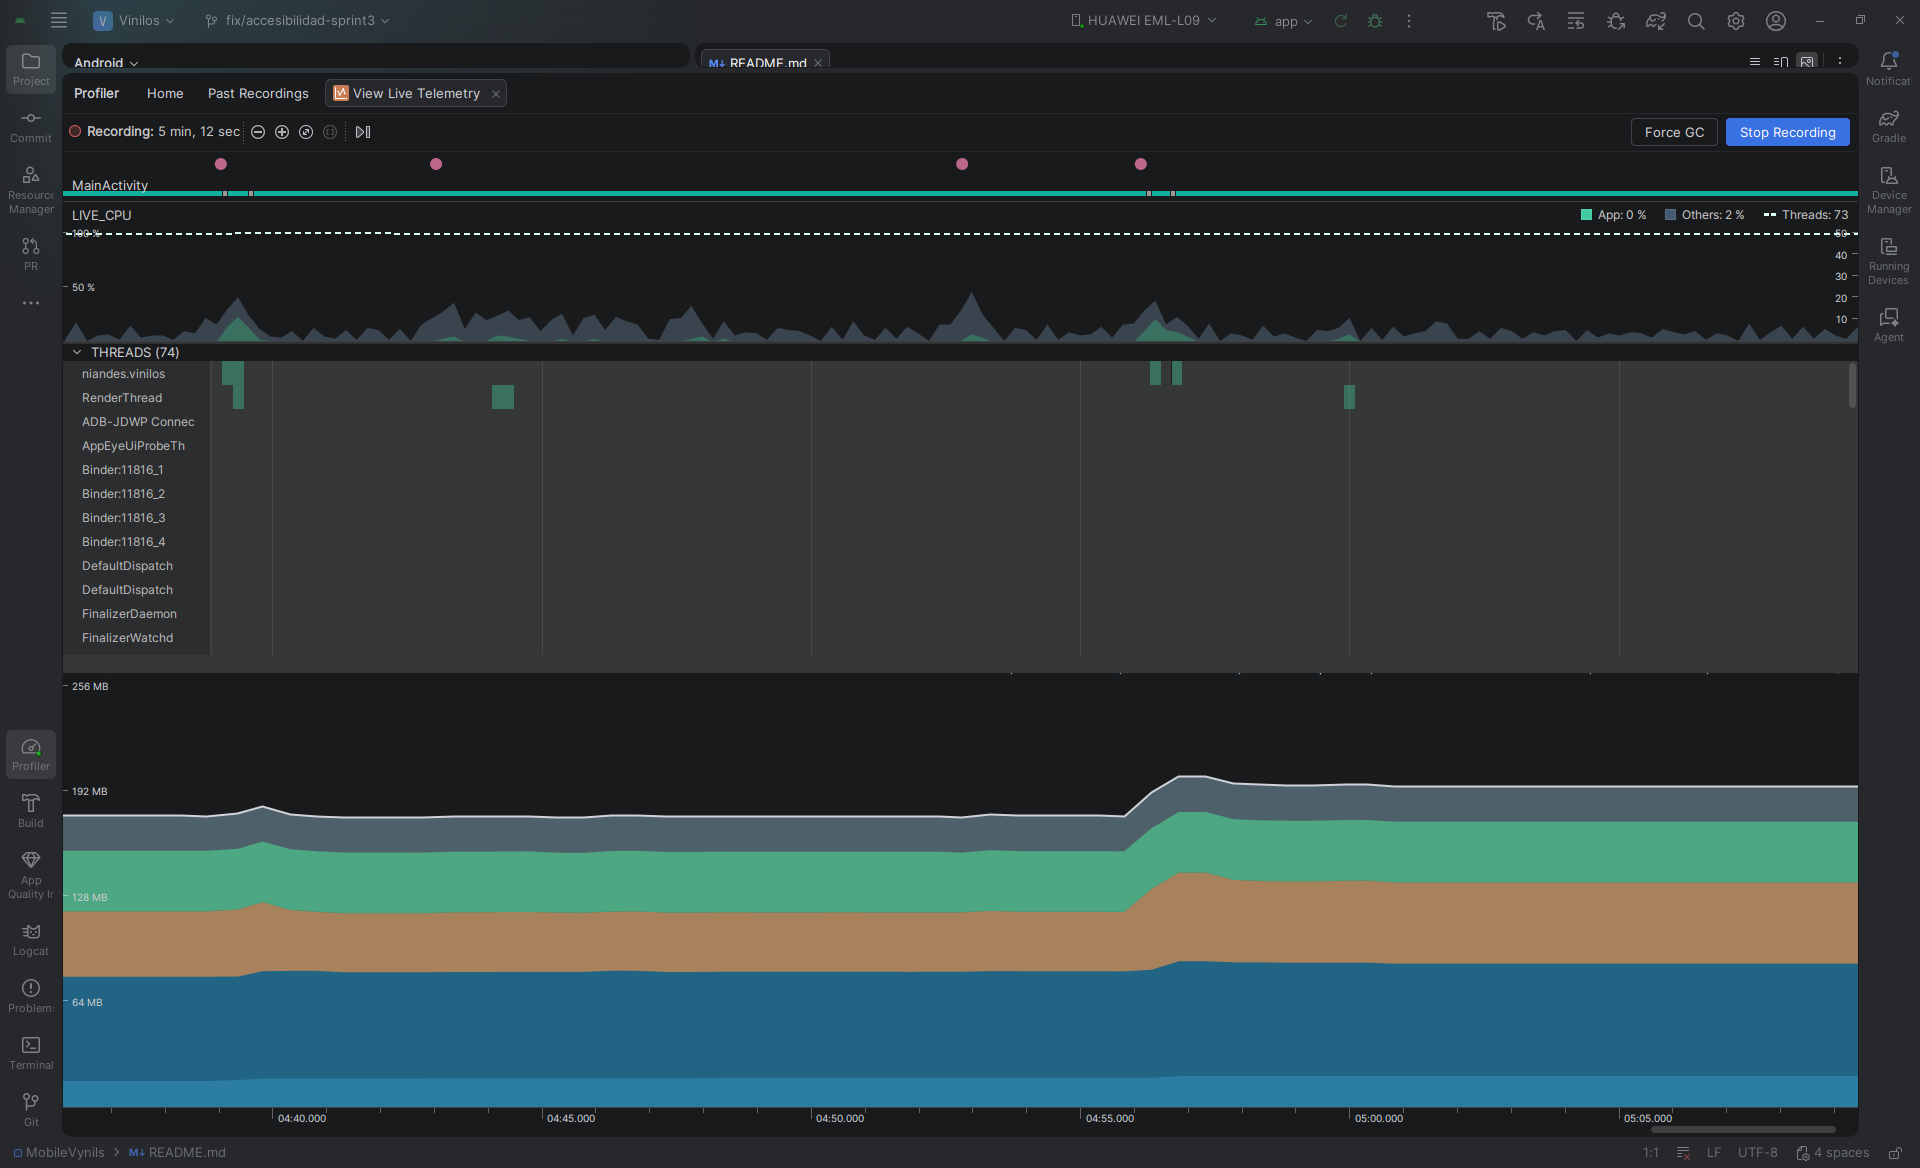 V Vinilos fix/accesibilidad-sprint3 HUAWEI EML-L09 app
Project
Commit
Resource
Manager
PR
Profiler
Build
App
Quality
Logcat
Problem
Terminal
Git
Android
README.md
Profiler Home Past Recordings View Live Telemetry
Recording: 5 min, 12 sec Force GC Stop Recording
MainActivity
LIVE_CPU App: 0 % Others: 2 % Threads: 73
100 % 50
40
50 % 30
20
10
THREADS (74)
niandes.vinilos
RenderThread
ADB-JDWP Connec
AppEyeUiProbeTh
Binder:11816_1
Binder:11816_2
Binder:11816_3
Binder:11816_4
DefaultDispatch
DefaultDispatch
FinalizerDaemon
FinalizerWatchd
256 MB
192 MB
128 MB
64 MB
04:40.000 04:45.000 04:50.000 04:55.000 05:00.000 05:05.000
Notificat
Gradle
Device
Manager
Running
Devices
Agent
MobileVynils README.md 1:1 LF UTF-8 4 spaces